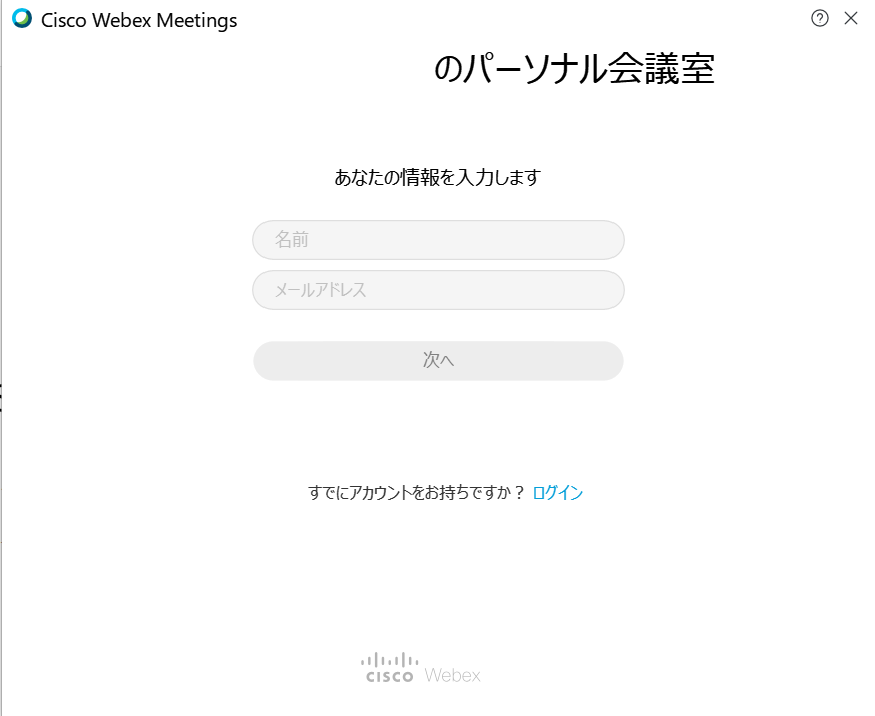 Cisco Webex Meetings
のパーソナル会議室
あなたの情報を入力します
名前
メールアドレス
次へ
すでにアカウントをお持ちですか？ ログイン
cisco Webex